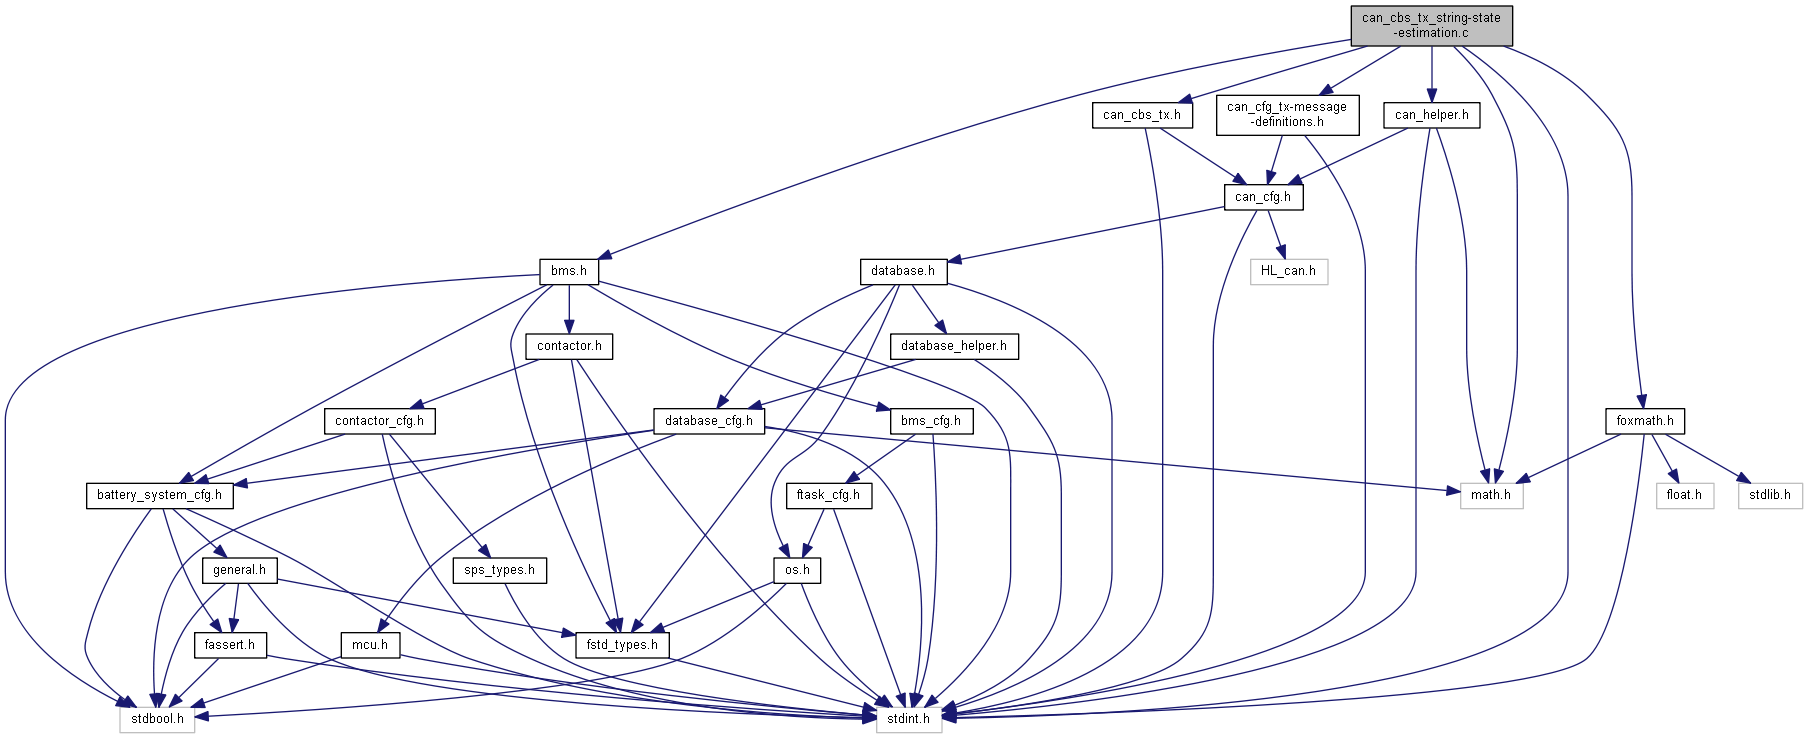 can_cbs_tx_string-state
-estimation.c
can_cbs_tx.h
can_cfg_tx-message
-definitions.h
can_helper.h
can_cfg.h
bms.h
database.h
HL_can.h
contactor.h
database_helper.h
contactor_cfg.h
database_cfg.h
bms_cfg.h
foxmath.h
battery_system_cfg.h
ftask_cfg.h
math.h
float.h
stdlib.h
general.h
sps_types.h
os.h
fassert.h
mcu.h
fstd_types.h
stdbool.h
stdint.h